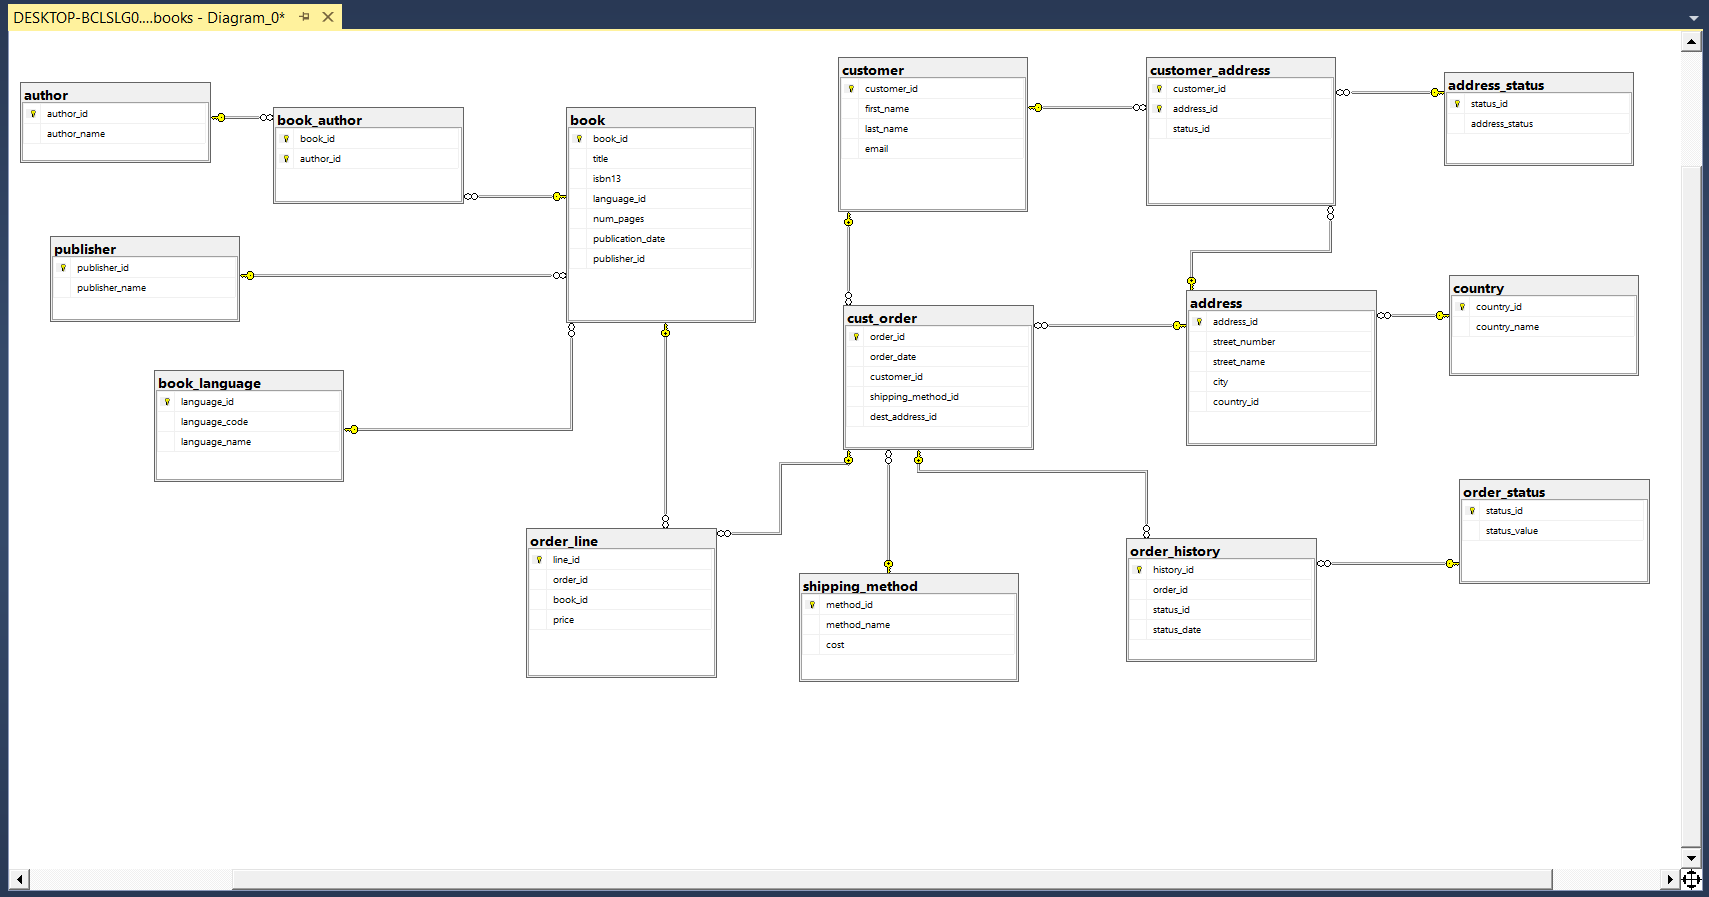 DESKTOP-BCLSLG0....books - Diagram_0*
author
author_id
author_name
book_author
book_id
author_id
book
book_id
title
isbn13
language_id
num_pages
publication_date
publisher_id
publisher
publisher_id
publisher_name
book_language
language_id
language_code
language_name
customer
customer_id
first_name
last_name
email
customer_address
customer_id
address_id
status_id
address_status
status_id
address_status
cust_order
order_id
order_date
customer_id
shipping_method_id
dest_address_id
address
address_id
street_number
street_name
city
country_id
country
country_id
country_name
order_line
line_id
order_id
book_id
price
shipping_method
method_id
method_name
cost
order_history
history_id
order_id
status_id
status_date
order_status
status_id
status_value